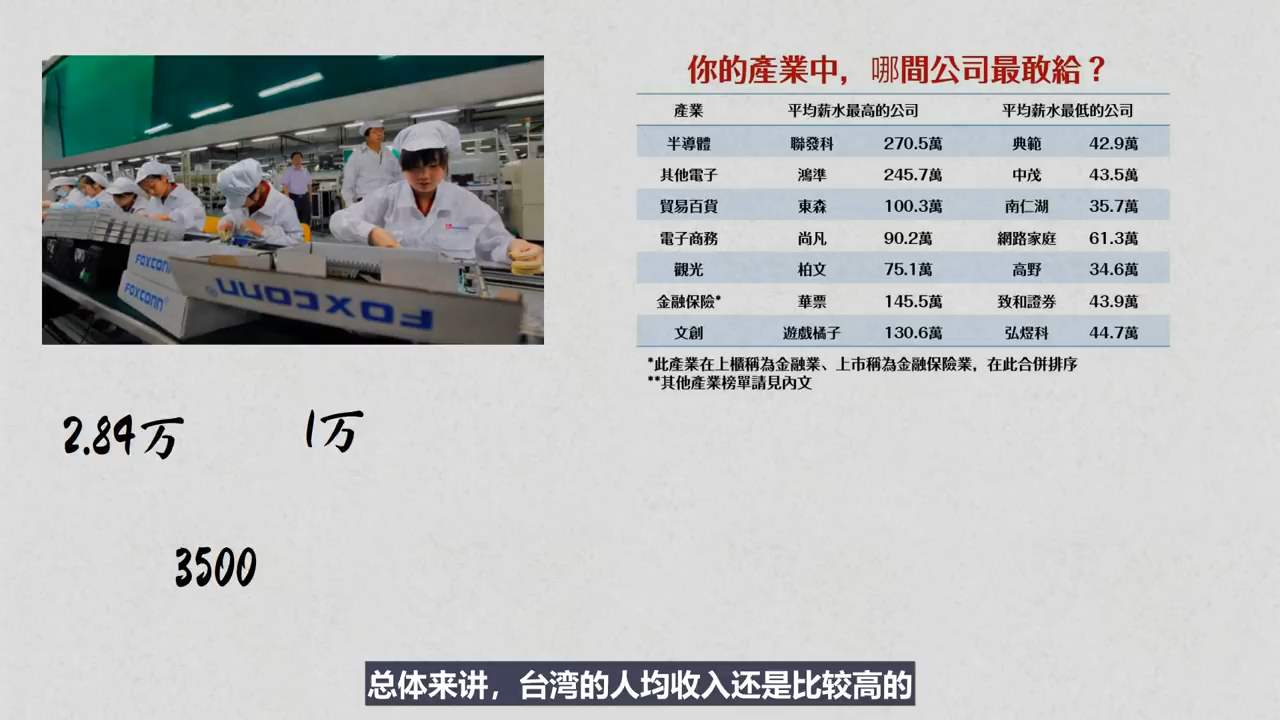 你的產業中，哪間公司最敢給？
產業 平均薪水最高的公司 平均薪水最低的公司
半導體 聯發科 270.5萬 典範 42.9萬
其他電子 鴻準 245.7萬 中茂 43.5萬
貿易百貨 東森 100.3萬 南仁湖 35.7萬
電子商務 尚凡 90.2萬 網路家庭 61.3萬
觀光 柏文 75.1萬 高野 34.6萬
金融保險* 華票 145.5萬 致和證券 43.9萬
文創 遊戲橘子 130.6萬 弘煜科 44.7萬
*此產業在上櫃稱為金融業、上市稱為金融保險業，在此合併排序
**其他產業榜單請見內文
FOXCONN
FOXCONN
FOXCONN
2.84万 1万
3500
总体来讲，台湾的人均收入还是比较高的